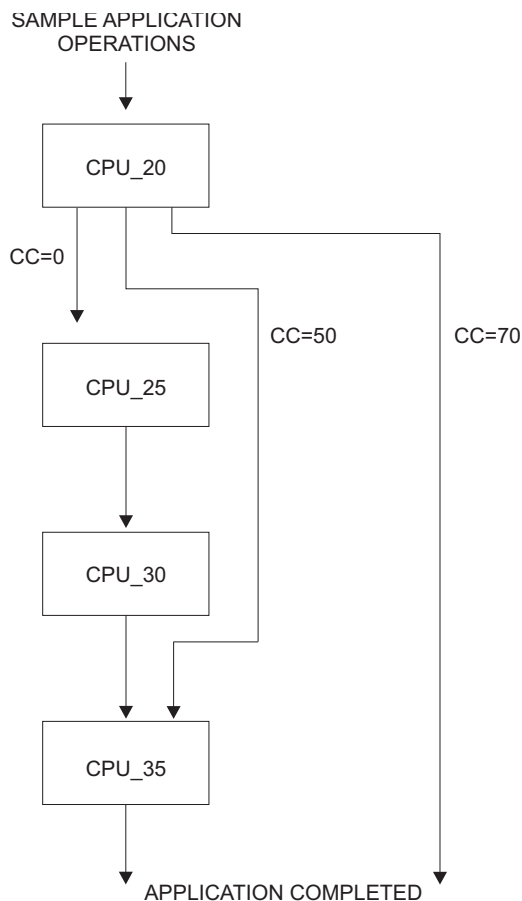 SAMPLE APPLICATION
OPERATIONS
CPU_20
CC=0
CC=50
CC=70
CPU_25
CPU_30
CPU_35
APPLICATION COMPLETED